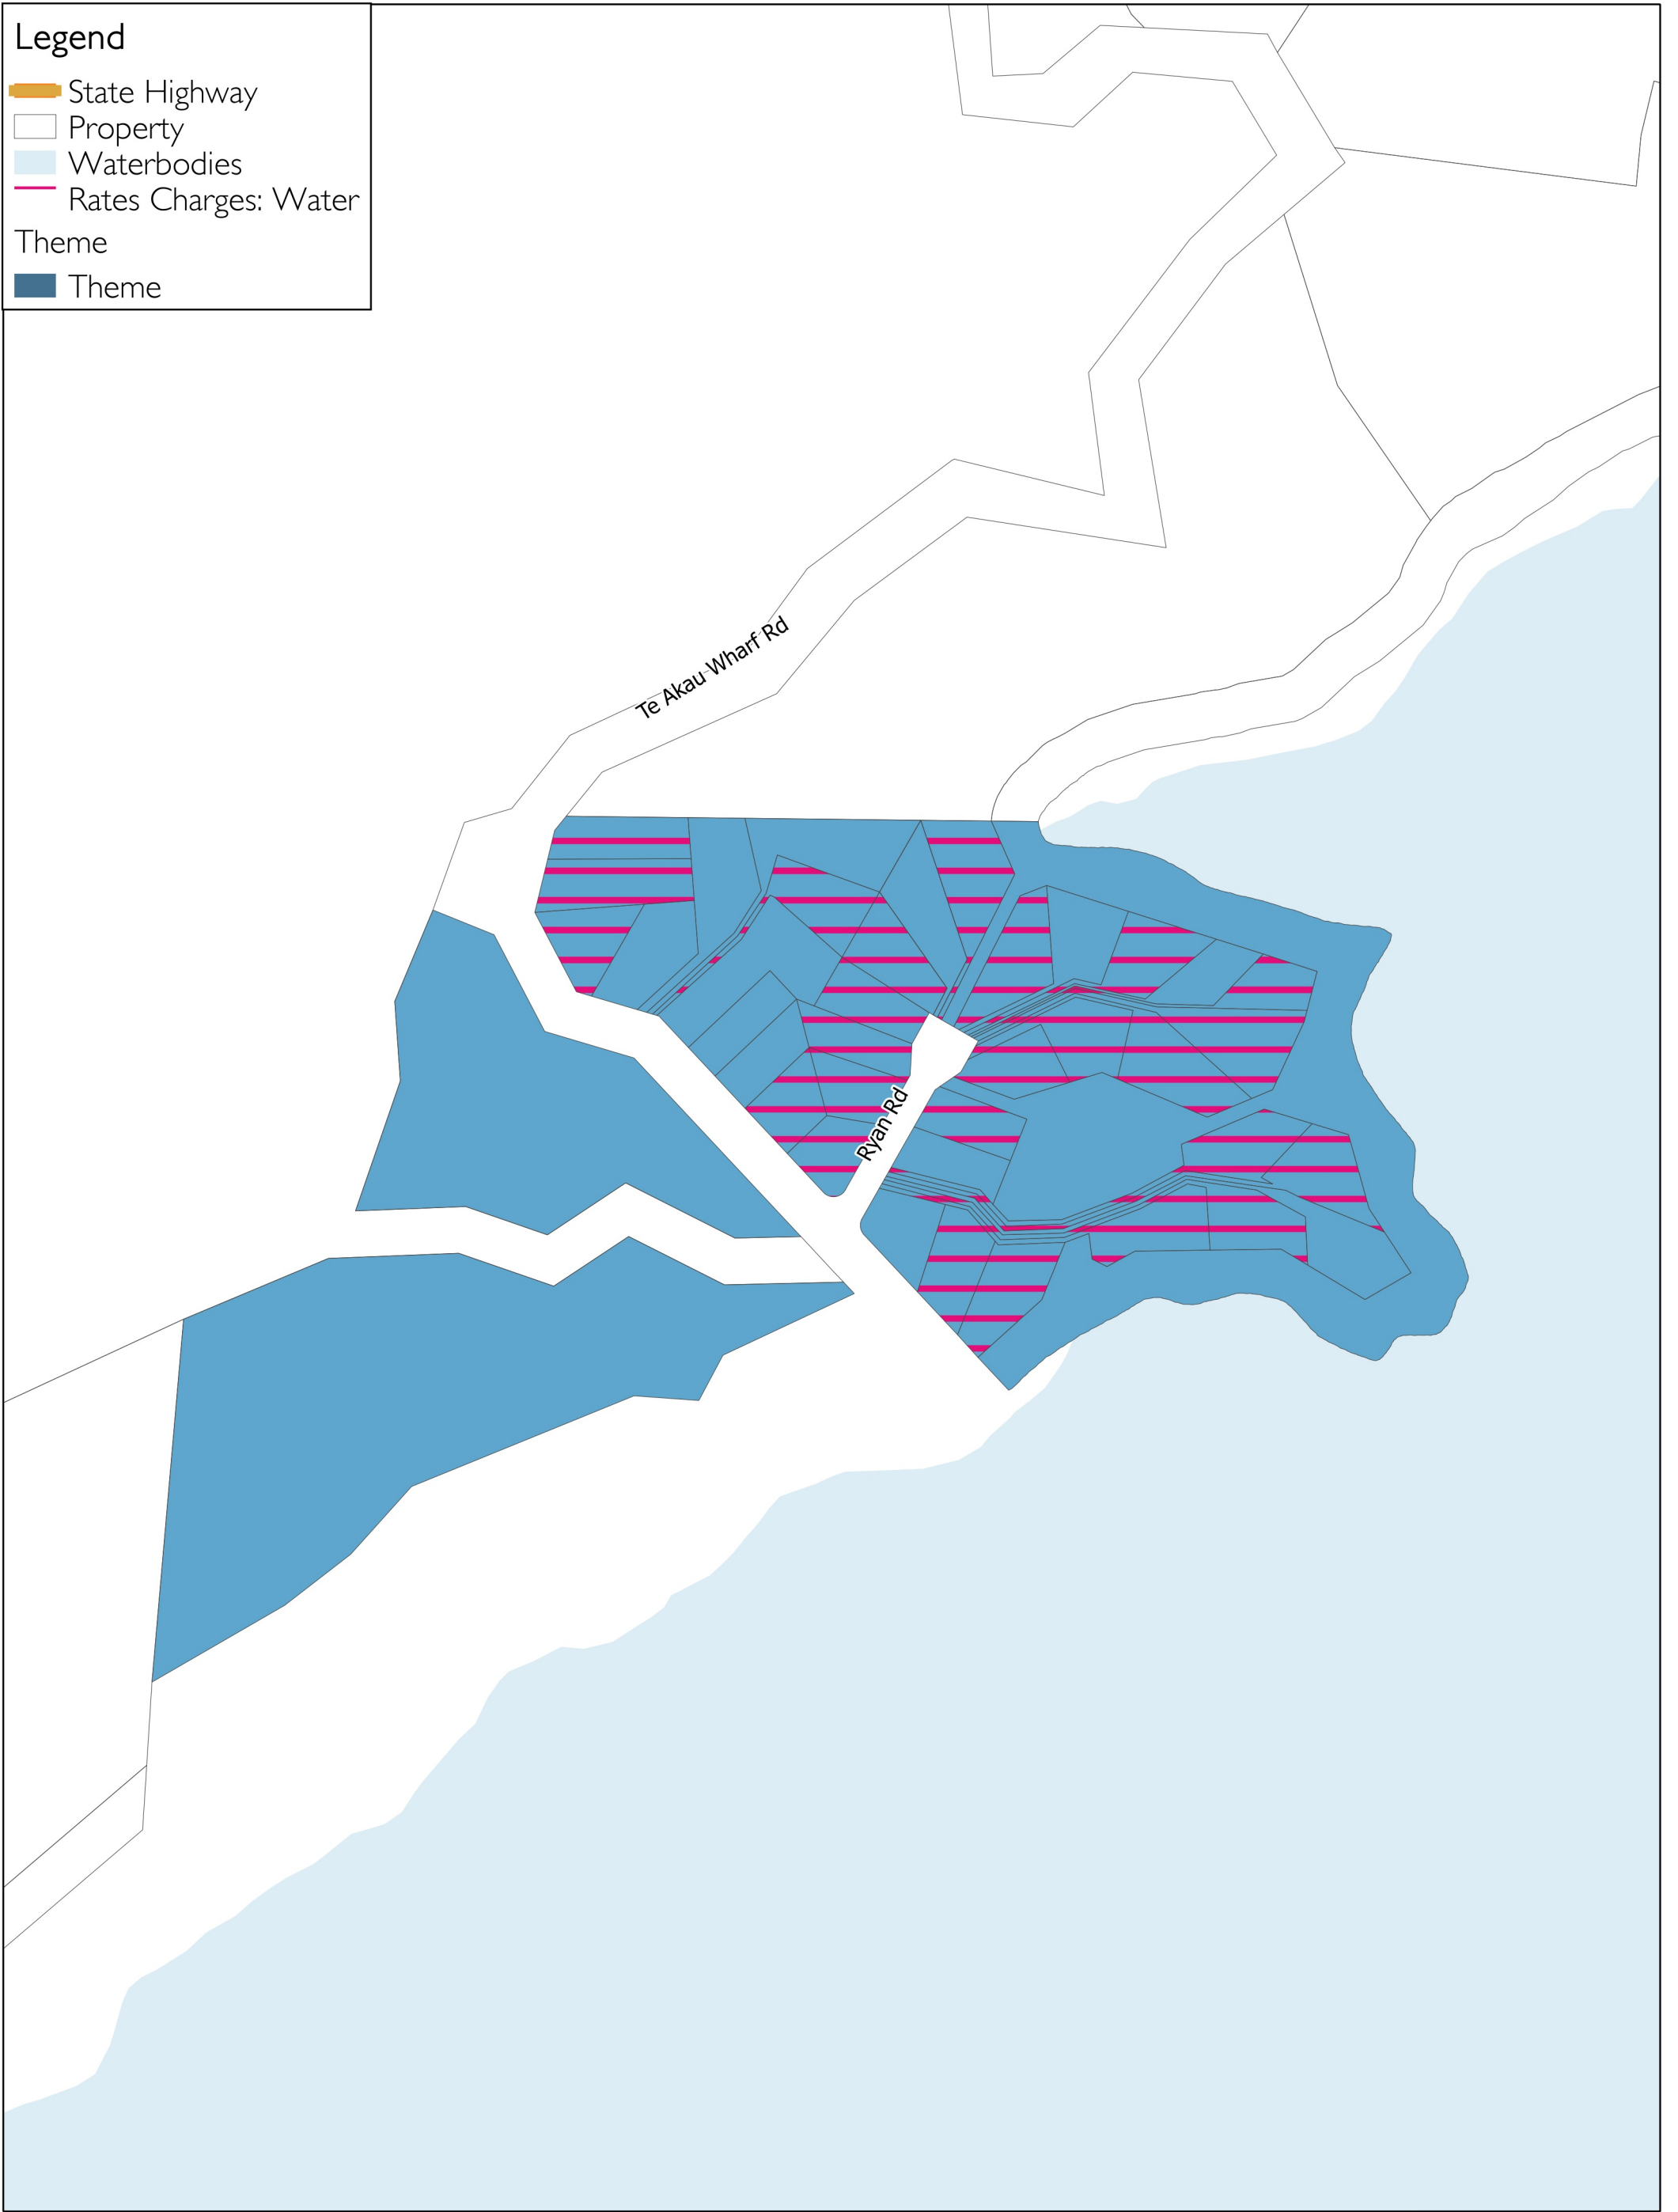 Legend
State Highway
Property
Waterbodies
Rates Charges: Water
Theme
Theme
Te Akau Wharf Rd
Ryan Rd